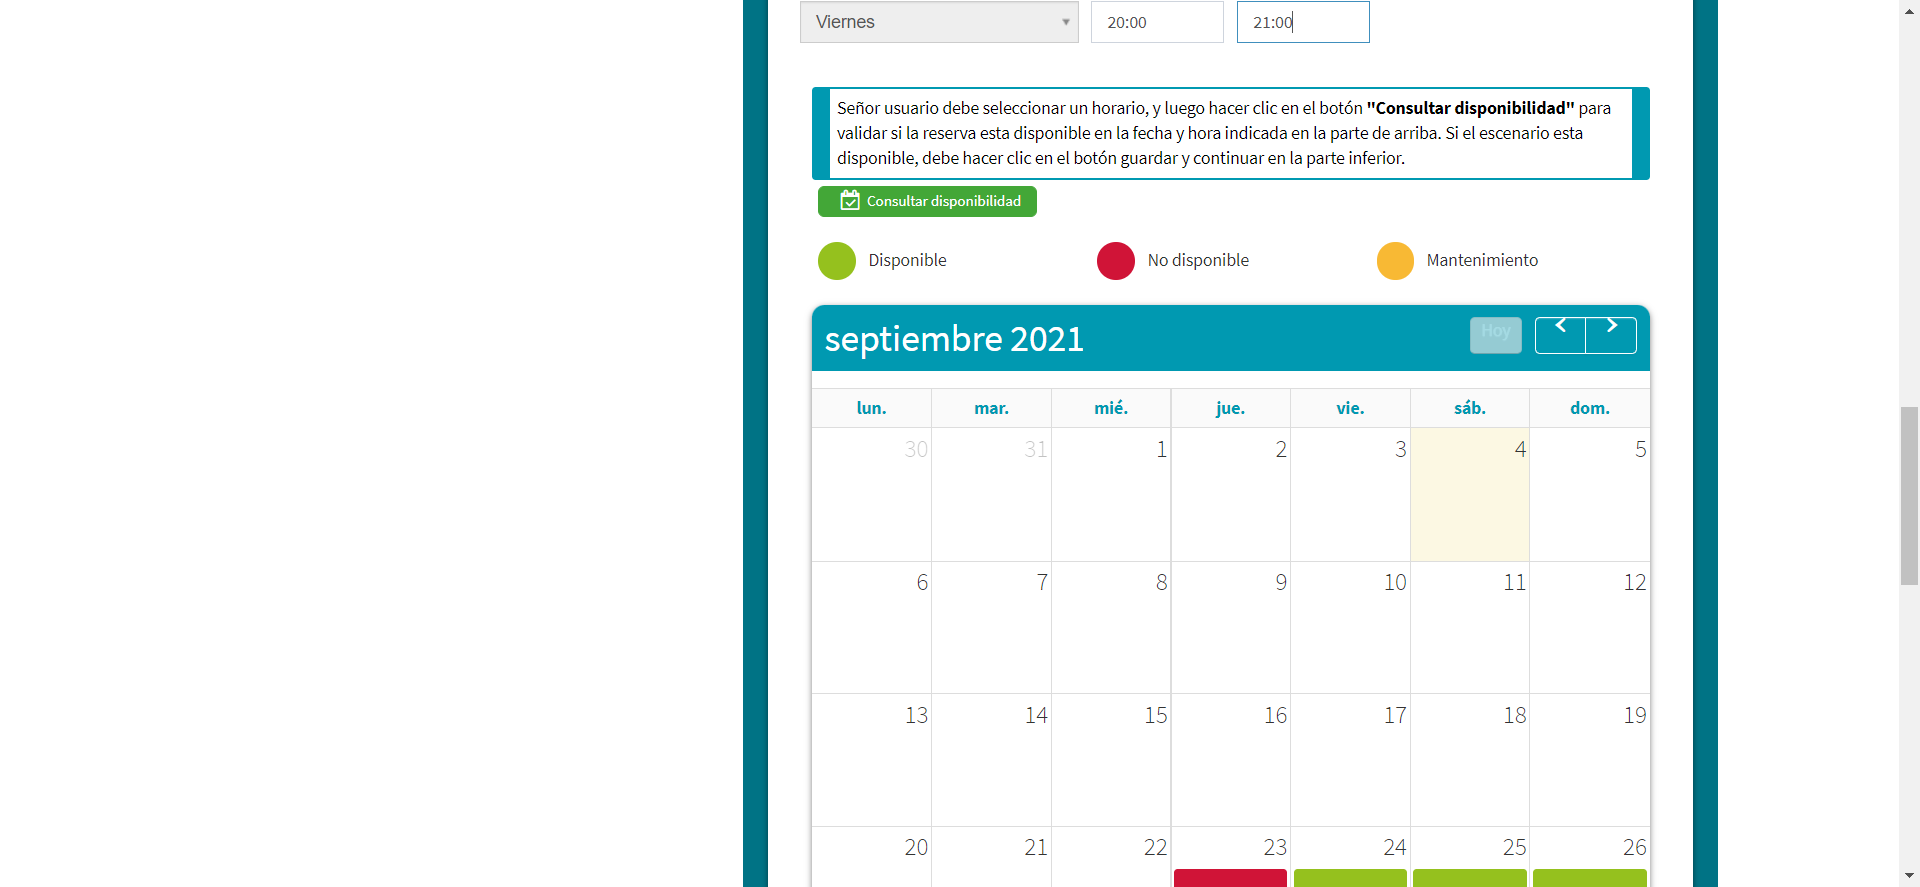 Viernes 20:00 21:00
Señor usuario debe seleccionar un horario, y luego hacer clic en el botón "Consultar disponibilidad" para
validar si la reserva esta disponible en la fecha y hora indicada en la parte de arriba. Si el escenario esta
disponible, debe hacer clic en el botón guardar y continuar en la parte inferior.
Consultar disponibilidad
Disponible No disponible Mantenimiento
septiembre 2021 Hoy
lun. mar. mié. jue. vie. sáb. dom.
30 31 1 2 3 4 5
6 7 8 9 10 11 12
13 14 15 16 17 18 19
20 21 22 23 24 25 26